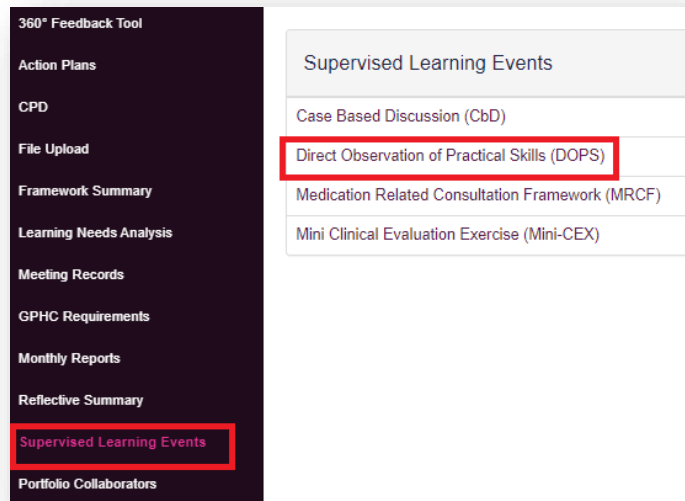 360° Feedback Tool
Action Plans
CPD
File Upload
Framework Summary
Learning Needs Analysis
Meeting Records
GPHC Requirements
Monthly Reports
Reflective Summary
Supervised Learning Events
Portfolio Collaborators
Supervised Learning Events
Case Based Discussion (CbD)
Direct Observation of Practical Skills (DOPS)
Medication Related Consultation Framework (MRCF)
Mini Clinical Evaluation Exercise (Mini-CEX)